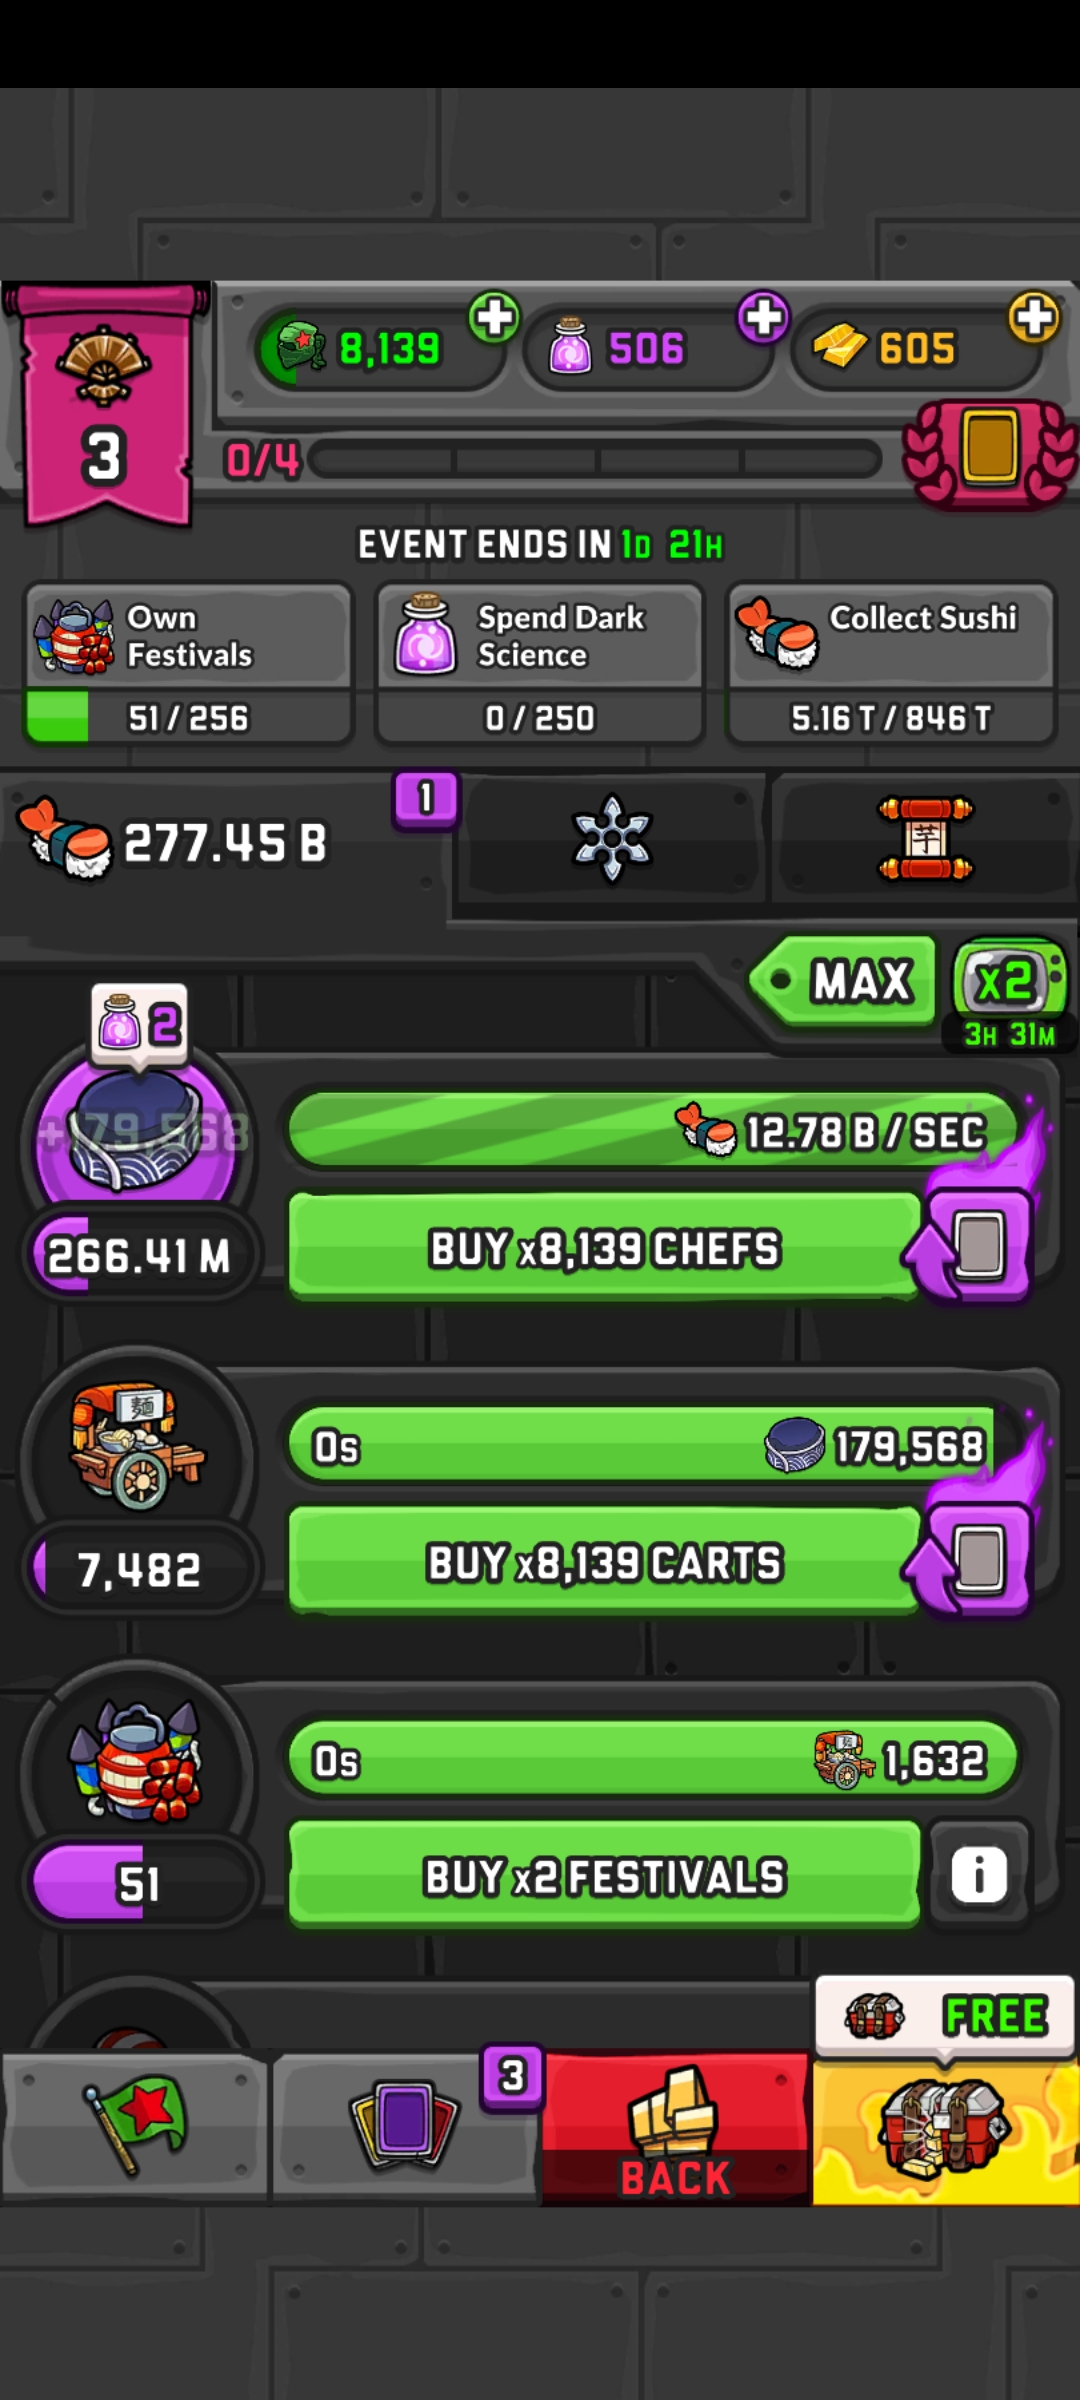 8,139
506
605
3
0/4
EVENT ENDS IN 1D 21H
Own
Festivals
51 / 256
Spend Dark
Science
0 / 250
Collect Sushi
5.16 T / 846 T
277.45 B
1
芋
MAX
x2
3H 31M
2
+179,568
12.78 B / SEC
266.41 M
BUY x8,139 CHEFS
麺
0s
179,568
7,482
BUY x8,139 CARTS
0s
1,632
51
BUY x2 FESTIVALS
i
FREE
3
BACK